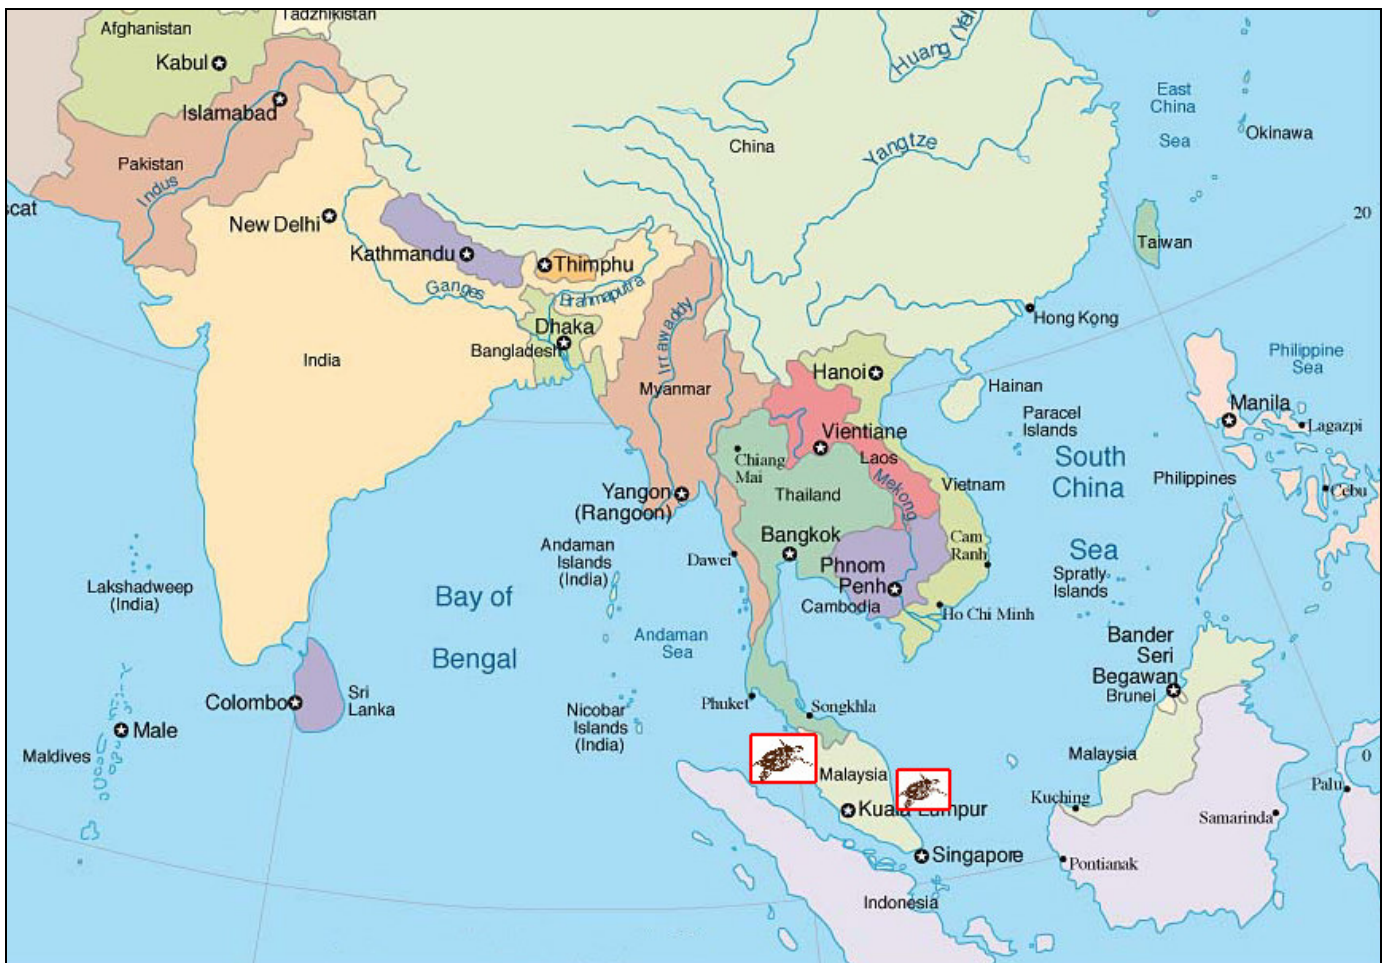 Tadzhikistan
Afghanistan
Kabul
Islamabad
Pakistan
Indus
scat
New Delhi
Kathmandu
Thimphu
Ganges
Brahmaputra
Dhaka
Bangladesh
India
China
Huang (Yel
Yangtze
East
China
Sea
Okinawa
20
Taiwan
Hong Kong
Irrawaddy
Myanmar
Hanoi
Hainan
Philippine
Sea
Manila
Lagazpi
Paracel
Islands
Vientiane
Laos
Chiang
Mai
Mekong
Thailand
Vietnam
South
China
Sea
Philippines
Cebu
Yangon
(Rangoon)
Bangkok
Dawei
Andaman
Islands
(India)
Cam
Ranh
Phnom
Penh
Cambodia
Ho Chi Minh
Spratly
Islands
Lakshadweep
(India)
Bay of
Bengal
Andaman
Sea
Bander
Seri
Begawan
Brunei
Colombo
Sri
Lanka
Male
Maldives
Nicobar
Islands
(India)
Phuket
Songkhla
Malaysia
Kuala Lumpur
Malaysia
Kuching
0
Palu
Samarinda
Singapore
Pontianak
Indonesia